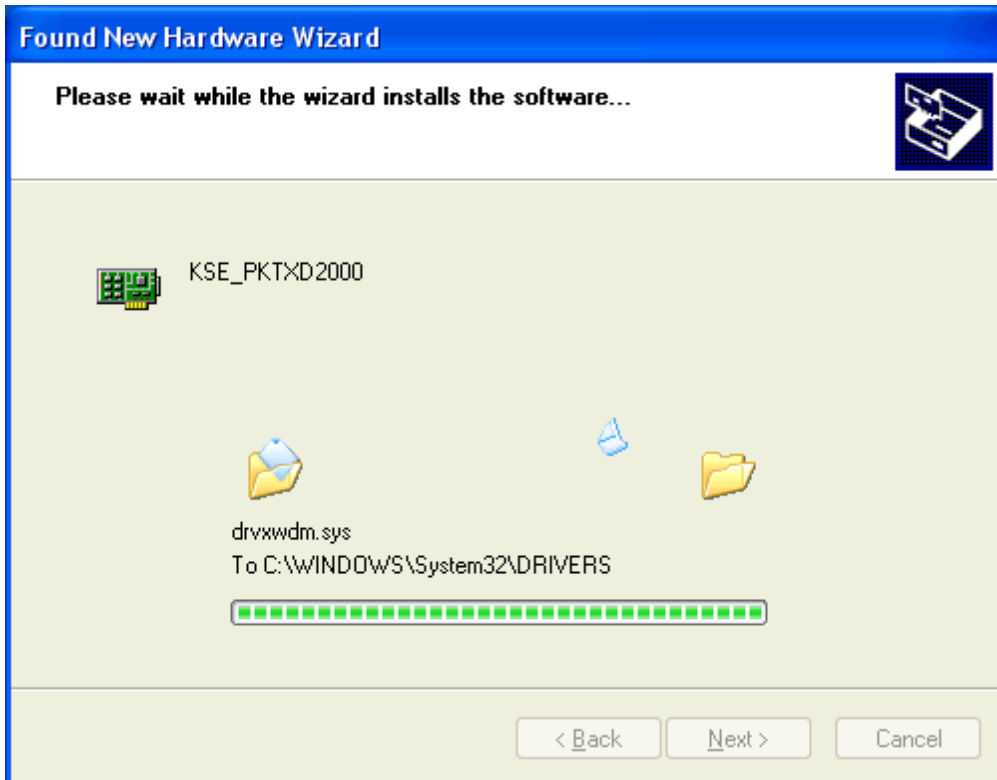 Found New Hardware Wizard
Please wait while the wizard installs the software...
KSE_PKTXD2000
drvxwdm.sys
To C:\WINDOWS\System32\DRIVERS
< Back
Next >
Cancel